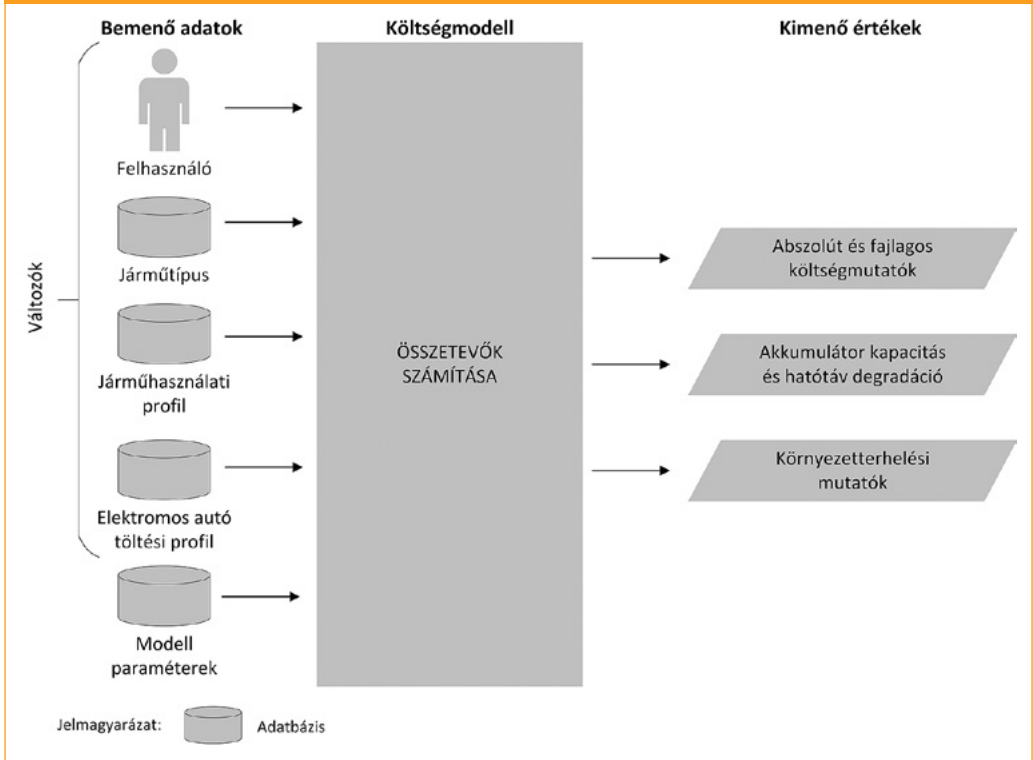 Bemenő adatok
Költségmodell
Kimenő értékek
Változók
Felhasználó
Járműtípus
Járműhasználati
profil
Elektromos autó
töltési profil
Modell
paraméterek
ÖSSZETEVŐK
SZÁMÍTÁSA
Abszolút és fajlagos
költségmutatók
Akkumulátor kapacitás
és hatótáv degradáció
Környezetterhelési
mutatók
Jelmagyarázat:
Adatbázis